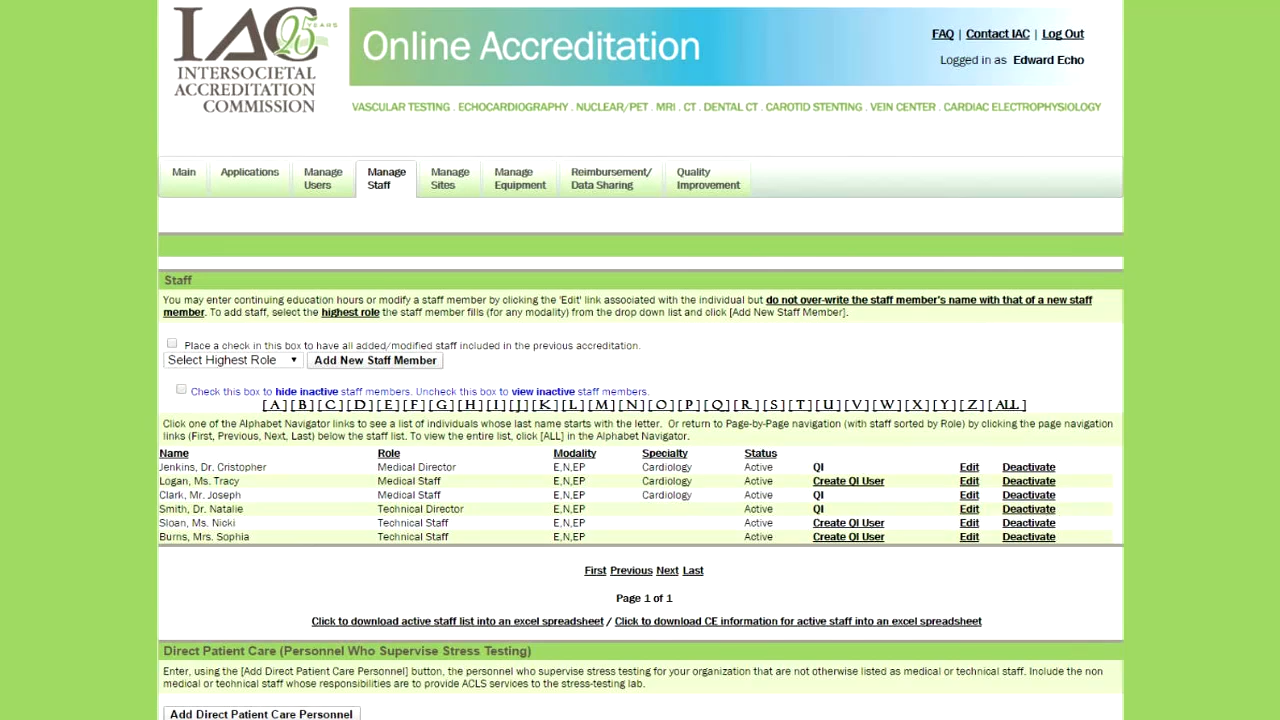 IAC 25 YEARS
INTERSOCIETAL
ACCREDITATION
COMMISSION
Online Accreditation
FAQ | Contact IAC | Log Out
Logged in as Edward Echo
VASCULAR TESTING . ECHOCARDIOGRAPHY . NUCLEAR/PET . MRI . CT . DENTAL CT . CAROTID STENTING . VEIN CENTER . CARDIAC ELECTROPHYSIOLOGY
Main
Applications
Manage
Users
Manage
Staff
Manage
Sites
Manage
Equipment
Reimbursement/
Data Sharing
Quality
Improvement
Staff
You may enter continuing education hours or modify a staff member by clicking the 'Edit' link associated with the individual but do not over-write the staff member's name with that of a new staff
member. To add staff, select the highest role the staff member fills (for any modality) from the drop down list and click [Add New Staff Member].
Place a check in this box to have all added/modified staff included in the previous accreditation.
Select Highest Role ▼ Add New Staff Member
Check this box to hide inactive staff members. Uncheck this box to view inactive staff members.
[ A ] [ B ] [ C ] [ D ] [ E ] [ F ] [ G ] [ H ] [ I ] [ J ] [ K ] [ L ] [ M ] [ N ] [ O ] [ P ] [ Q ] [ R ] [ S ] [ T ] [ U ] [ V ] [ W ] [ X ] [ Y ] [ Z ] [ ALL ]
Click one of the Alphabet Navigator links to see a list of individuals whose last name starts with the letter. Or return to Page-by-Page navigation (with staff sorted by Role) by clicking the page navigation
links (First, Previous, Next, Last) below the staff list. To view the entire list, click [ALL] in the Alphabet Navigator.
Name Role Modality Specialty Status
Jenkins, Dr. Cristopher Medical Director E,N,EP Cardiology Active QI Edit Deactivate
Logan, Ms. Tracy Medical Staff E,N,EP Cardiology Active Create QI User Edit Deactivate
Clark, Mr. Joseph Medical Staff E,N,EP Cardiology Active QI Edit Deactivate
Smith, Dr. Natalie Technical Director E,N,EP Active QI Edit Deactivate
Sloan, Ms. Nicki Technical Staff E,N,EP Active Create QI User Edit Deactivate
Burns, Mrs. Sophia Technical Staff E,N,EP Active Create QI User Edit Deactivate
First Previous Next Last
Page 1 of 1
Click to download active staff list into an excel spreadsheet / Click to download CE information for active staff into an excel spreadsheet
Direct Patient Care (Personnel Who Supervise Stress Testing)
Enter, using the [Add Direct Patient Care Personnel] button, the personnel who supervise stress testing for your organization that are not otherwise listed as medical or technical staff. Include the non
medical or technical staff whose responsibilities are to provide ACLS services to the stress-testing lab.
Add Direct Patient Care Personnel